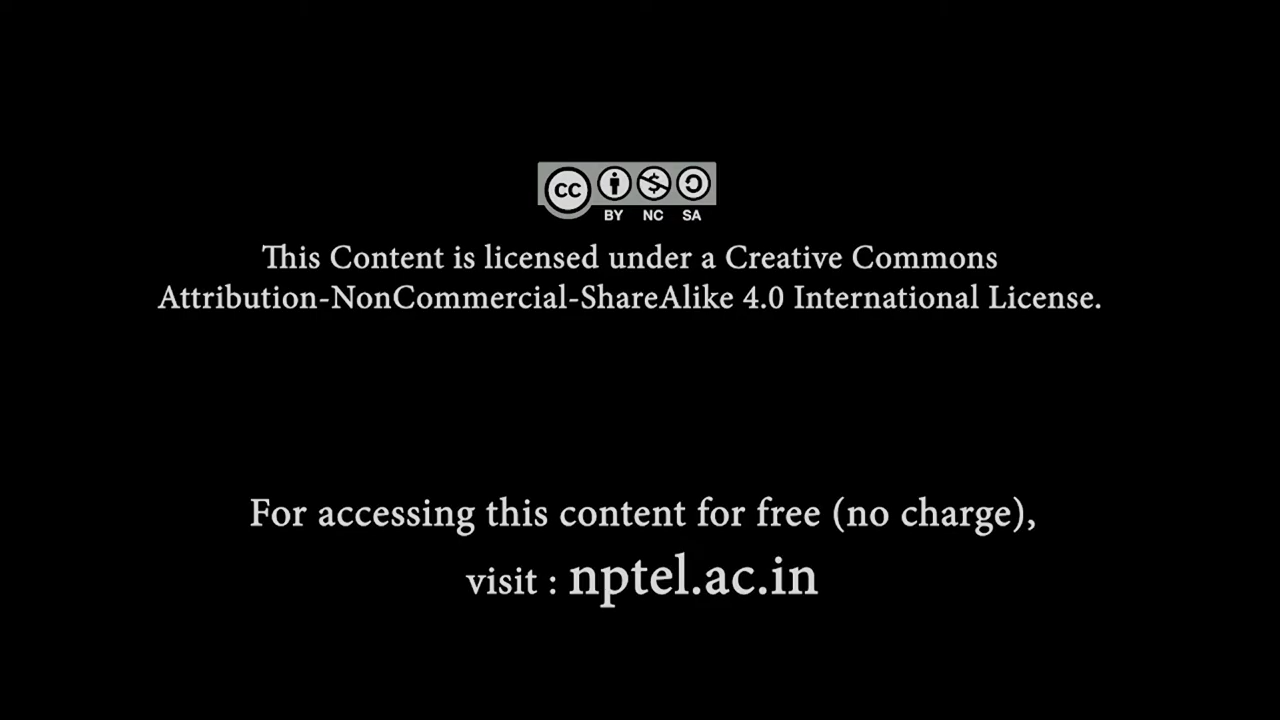 cc
BY NC SA
This Content is licensed under a Creative Commons
Attribution-NonCommercial-ShareAlike 4.0 International License.
For accessing this content for free (no charge),
visit : nptel.ac.in